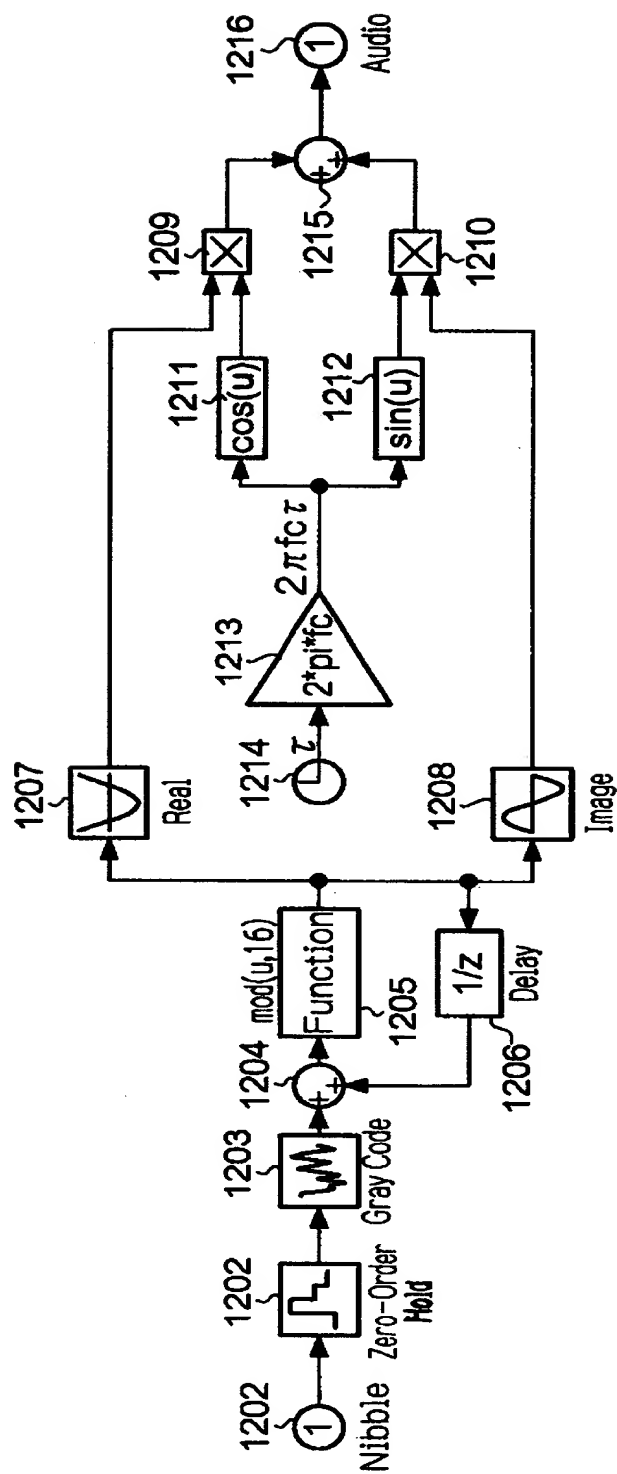 1202
1
Nibble
1202
Zero-Order
Hold
1203
Gray Code
1204
+
+
mod(u,16)
Function
1205
1/z
Delay
1206
1207
Real
1208
Image
1214
τ
1213
2*pi*fc
2πfcτ
1211
cos(u)
1212
sin(u)
1209
1210
+
+
1215
1216
1
Audio